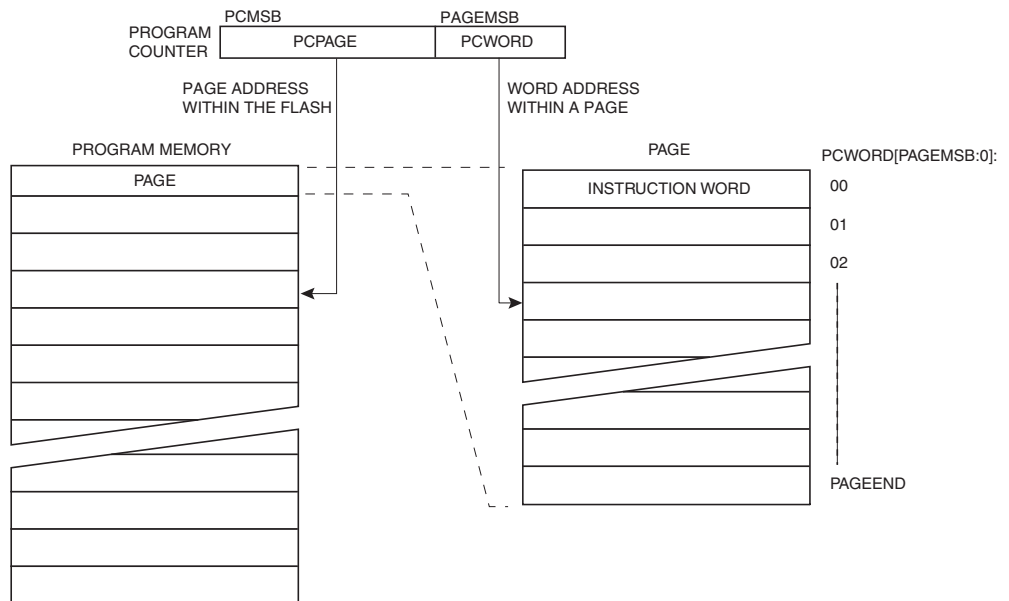 PCMSB
PAGEMSB
PROGRAM
COUNTER
PCPAGE
PCWORD
PAGE ADDRESS
WITHIN THE FLASH
WORD ADDRESS
WITHIN A PAGE
PROGRAM MEMORY
PAGE
PAGE
INSTRUCTION WORD
PCWORD[PAGEMSB:0]:
00
01
02
PAGEEND